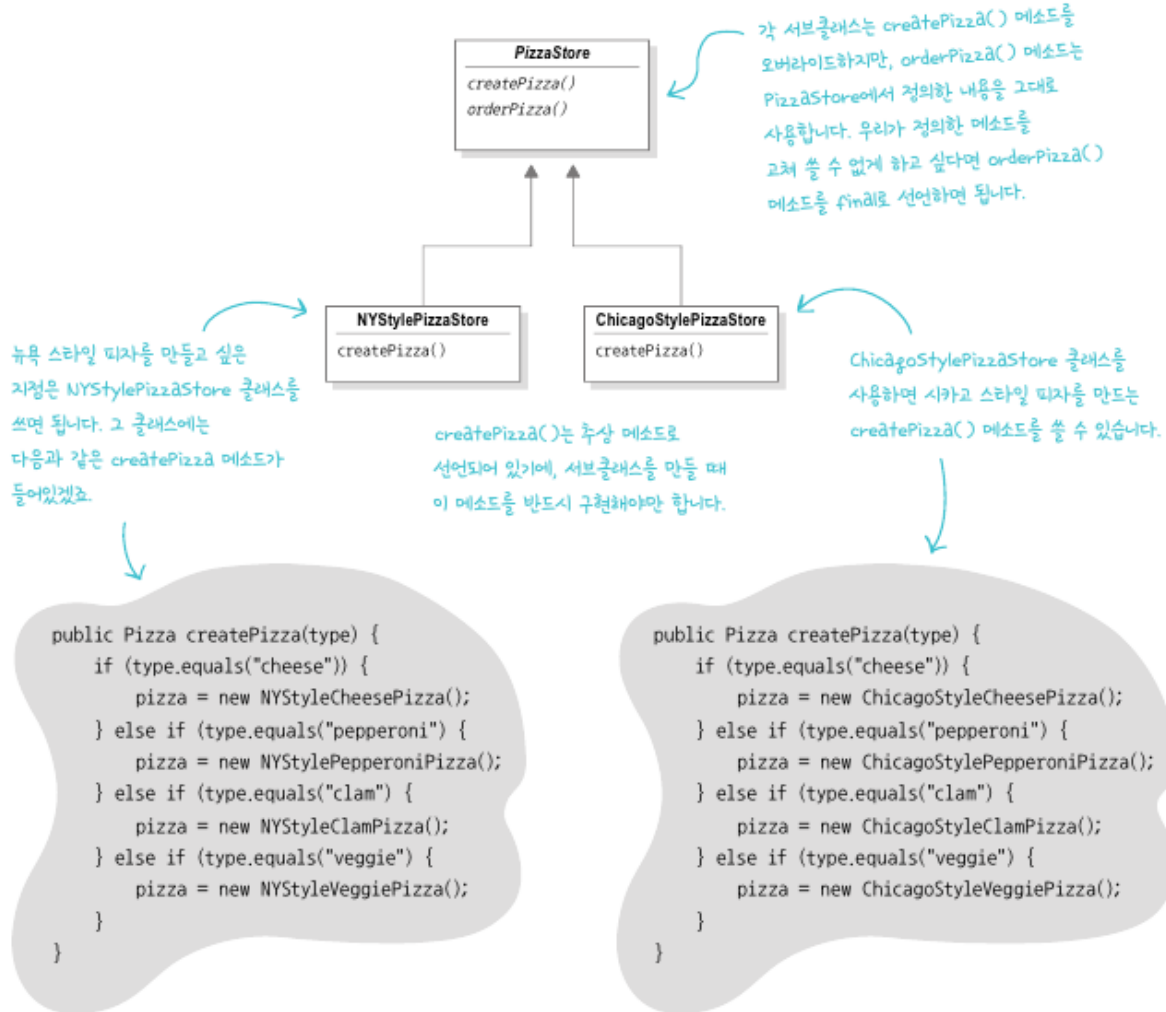 PizzaStore
createPizza()
orderPizza()
각 서브클래스는 createPizza() 메소드를
오버라이드하지만, orderPizza() 메소드는
PizzaStore에서 정의한 내용을 그대로
사용합니다. 우리가 정의한 메소드를
고쳐 쓸 수 없게 하고 싶다면 orderPizza()
메소드를 final로 선언하면 됩니다.
NYStylePizzaStore
createPizza()
ChicagoStylePizzaStore
createPizza()
뉴욕 스타일 피자를 만들고 싶은
지점은 NYStylePizzaStore 클래스를
쓰면 됩니다. 그 클래스에는
다음과 같은 createPizza 메소드가
들어있겠죠.
createPizza()는 추상 메소드로
선언되어 있기에, 서브클래스를 만들 때
이 메소드를 반드시 구현해야만 합니다.
ChicagoStylePizzaStore 클래스를
사용하면 시카고 스타일 피자를 만드는
createPizza() 메소드를 쓸 수 있습니다.
public Pizza createPizza(type) {
if (type.equals("cheese")) {
pizza = new NYStyleCheesePizza();
} else if (type.equals("pepperoni") {
pizza = new NYStylePepperoniPizza();
} else if (type.equals("clam") {
pizza = new NYStyleClamPizza();
} else if (type.equals("veggie") {
pizza = new NYStyleVeggiePizza();
}
}
public Pizza createPizza(type) {
if (type.equals("cheese")) {
pizza = new ChicagoStyleCheesePizza();
} else if (type.equals("pepperoni") {
pizza = new ChicagoStylePepperoniPizza();
} else if (type.equals("clam") {
pizza = new ChicagoStyleClamPizza();
} else if (type.equals("veggie") {
pizza = new ChicagoStyleVeggiePizza();
}
}